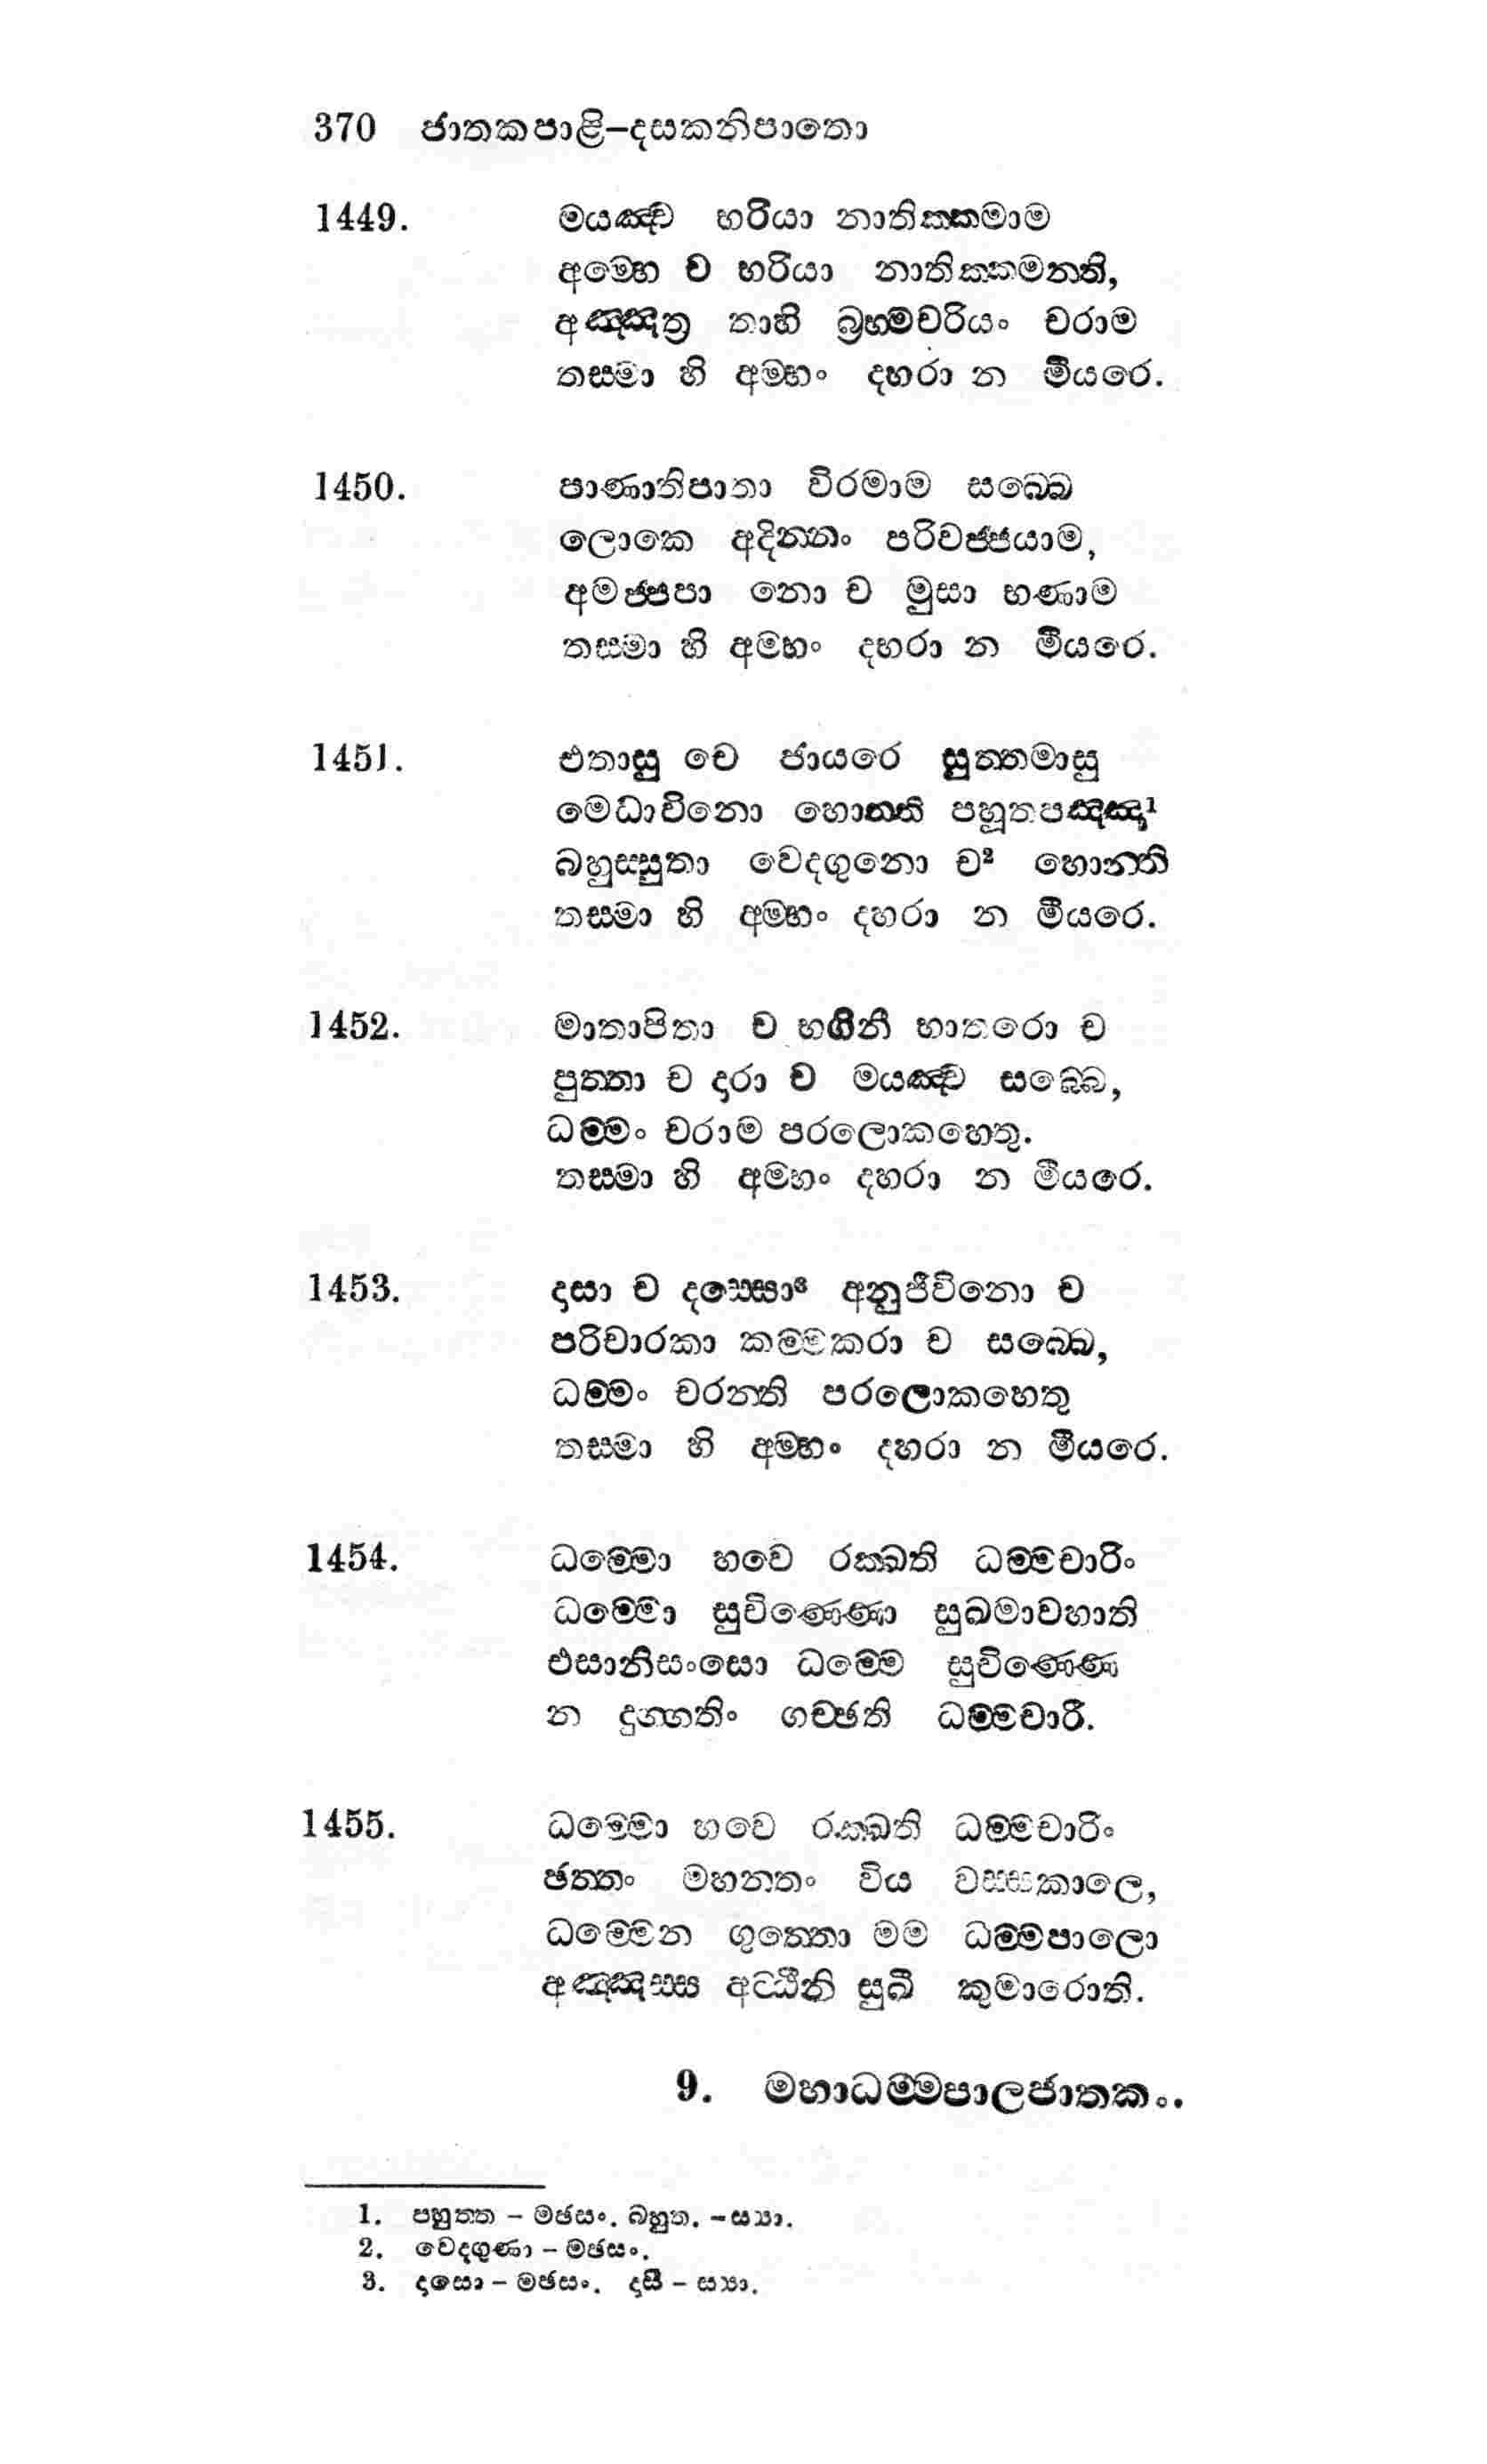 370 ජාතකපාළි–දසකනිපාතො
1449. මයඤ්ච භරියා නාතික්කමාම
අම්හෙ ච භරියා නාතික්කමන්ති,
අඤ්ඤත්‍ර තාහි බ්‍රහ්මචරියං චරාම
තස්මා හි අම්හං දහරා න මීයරෙ.
1450. පාණාතිපාතා විරමාම සබ්බෙ
ලොකෙ අදින්නං පරිවජ්ජයාම,
අමජ්ජපා නො ච මුසා භණාම
තස්මා හි අම්හං දහරා න මීයරෙ.
1451. එතාසු චෙ ජායරෙ සුත්තමාසු
මෙධාවිනො හොන්ති පහූතපඤ්ඤා¹
බහුස්සුතා වෙදගුනො ච² හොන්ති
තස්මා හි අම්හං දහරා න මීයරෙ.
1452. මාතාපිතා ච භගිනී භාතරො ච
පුත්තා ච දාරා ච මයඤ්ච සබ්බෙ,
ධම්මං චරාම පරලොකහෙතු.
තස්මා හි අම්හං දහරා න මීයරෙ.
1453. දාසා ච දස්සො³ අනුජීවිනො ච
පරිචාරකා කම්මකරා ච සබ්බෙ,
ධම්මං චරන්ති පරලොකහෙතු
තස්මා හි අම්හං දහරා න මීයරෙ.
1454. ධම්මො හවෙ රක්ඛති ධම්මචාරිං
ධම්මො සුචිණ්ණො සුඛමාවහාති
එසානිසංසො ධම්මෙ සුචිණ්ණෙ
න දුග්ගතිං ගච්ඡති ධම්මචාරී.
1455. ධම්මො හවෙ රක්ඛති ධම්මචාරිං
ඡත්තං මහන්තං විය වස්සකාලෙ,
ධම්මෙන ගුත්තො මම ධම්මපාලො
අඤ්ඤස්ස අට්ඨීනි සුඛී කුමාරොති.
9. මහාධම්මපාලජාතකං.
1. පහුතත – මඡසං. බහුත. – ස්‍යා.
2. වෙදගුණා – මඡසං.
3. දාසො – මඡසං. දාසී – ස්‍යා.